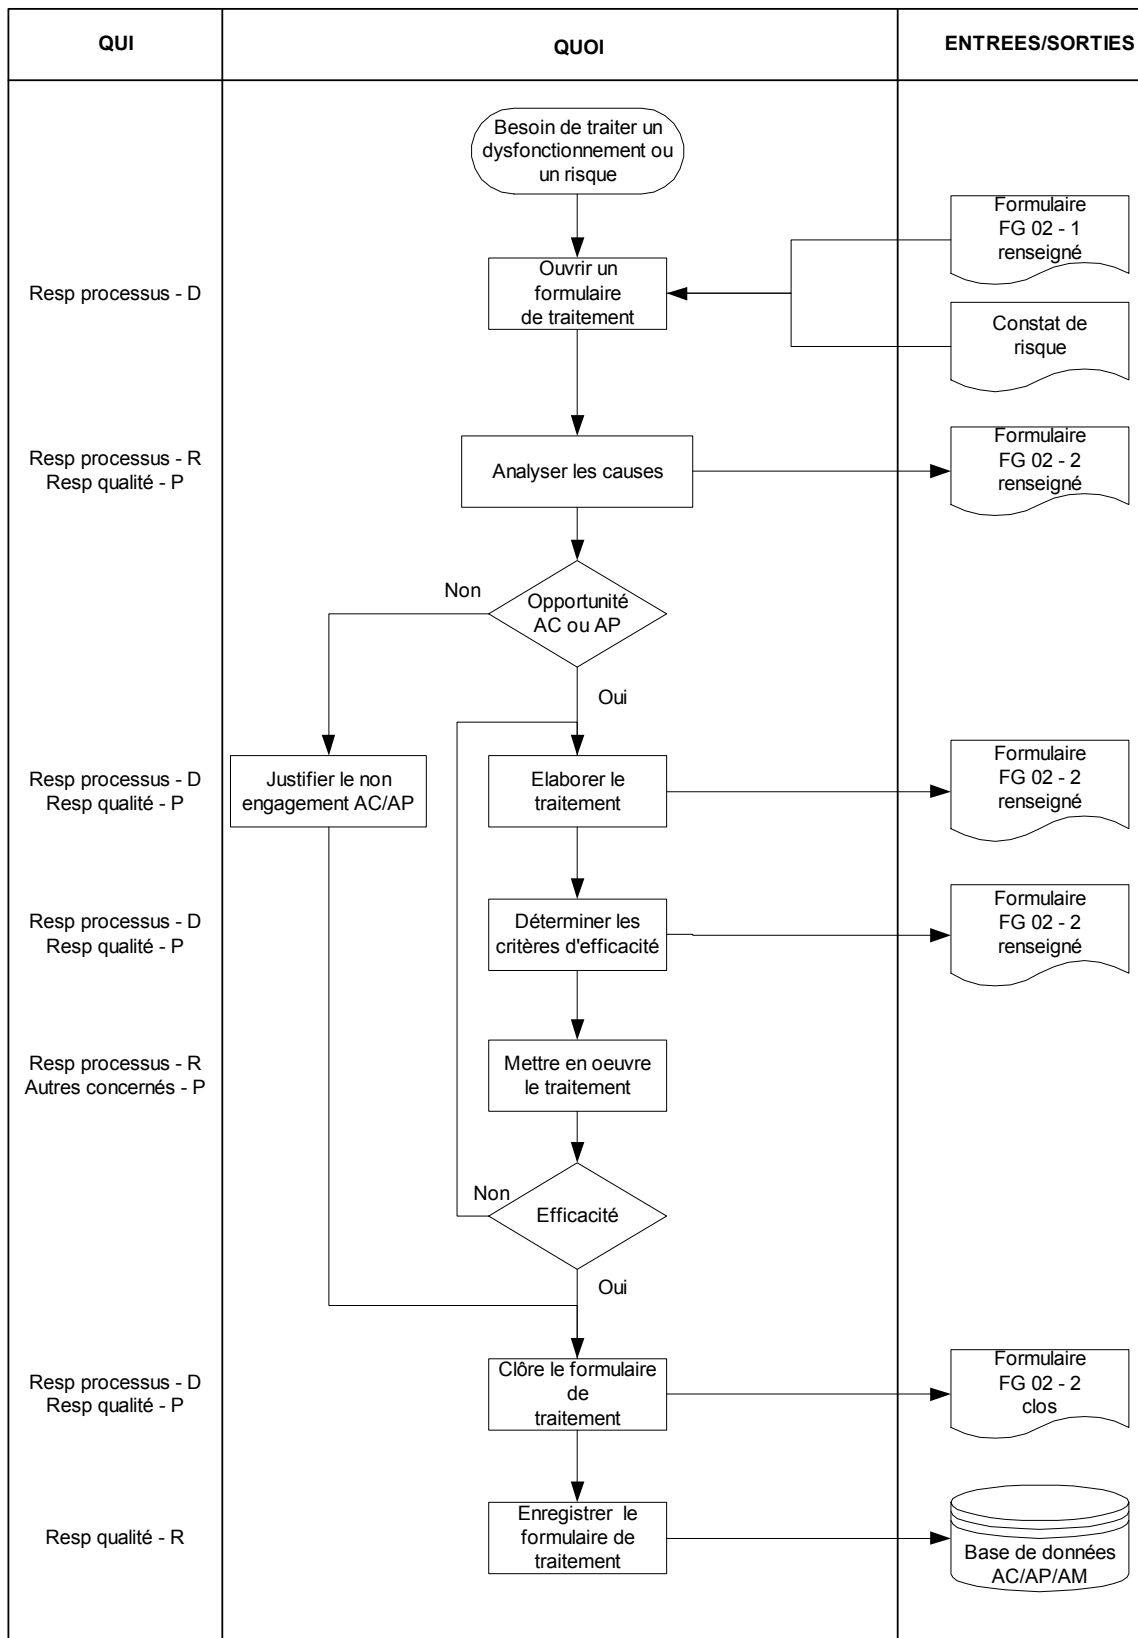 QUI
QUOI
ENTREES/SORTIES
Besoin de traiter un
dysfonctionnement ou
un risque
Formulaire
FG 02 - 1
renseigné
Resp processus - D
Ouvrir un
formulaire
de traitement
Constat de
risque
Resp processus - R
Resp qualité - P
Analyser les causes
Formulaire
FG 02 - 2
renseigné
Non
Opportunité
AC ou AP
Oui
Resp processus - D
Resp qualité - P
Justifier le non
engagement AC/AP
Elaborer le
traitement
Formulaire
FG 02 - 2
renseigné
Resp processus - D
Resp qualité - P
Déterminer les
critères d'efficacité
Formulaire
FG 02 - 2
renseigné
Resp processus - R
Autres concernés - P
Mettre en oeuvre
le traitement
Non
Efficacité
Oui
Resp processus - D
Resp qualité - P
Clôre le formulaire
de
traitement
Formulaire
FG 02 - 2
clos
Resp qualité - R
Enregistrer le
formulaire de
traitement
Base de données
AC/AP/AM